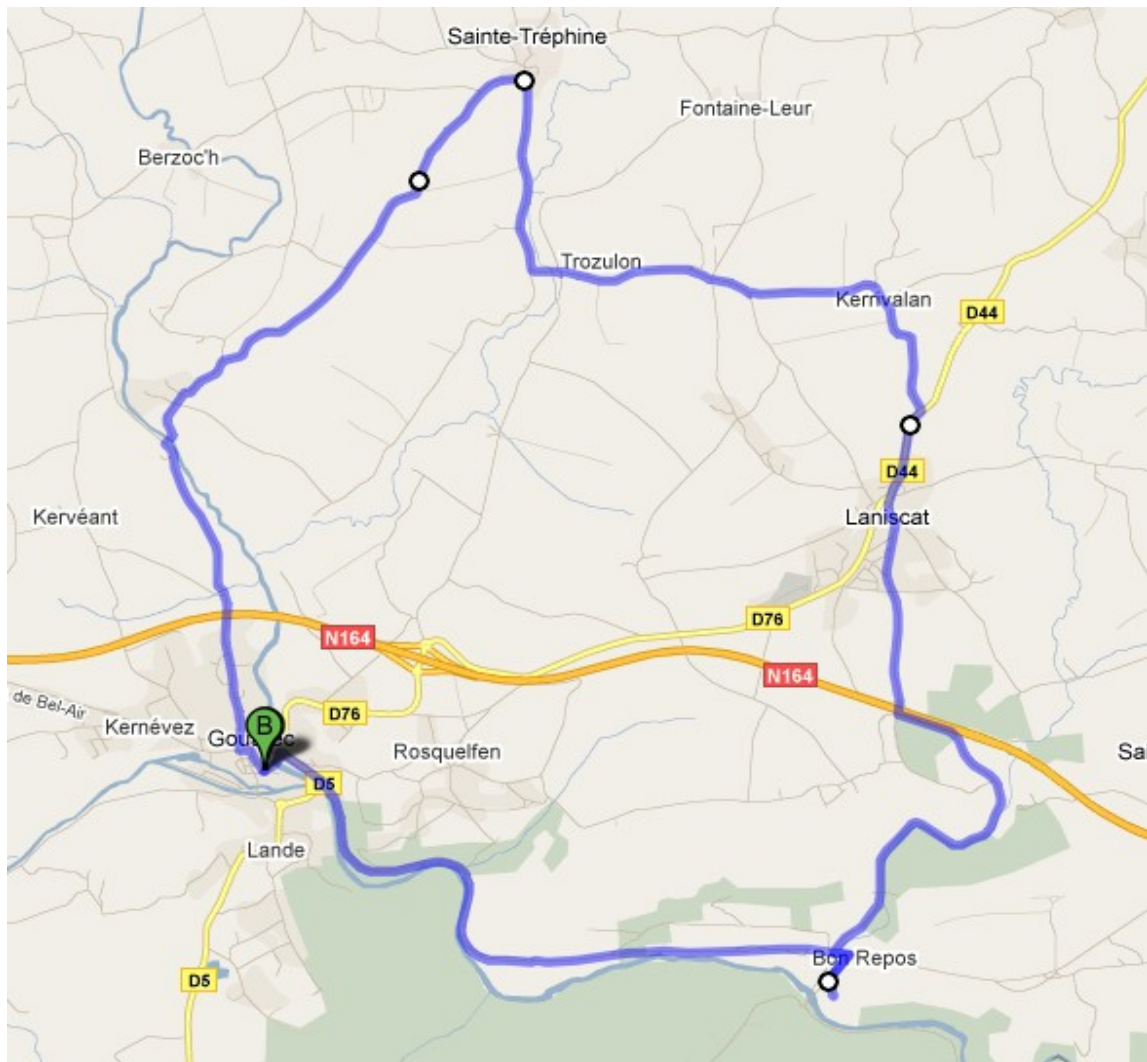 Sainte-Tréphine
Fontaine-Leur
Berzoc'h
Trozulon
Kerrivalan
D44
D44
Kervéant
Laniscat
D76
N164
N164
de Bel-Air
D76
Kernévez
B
Rosquelfen
D5
Lande
Bon Repos
D5